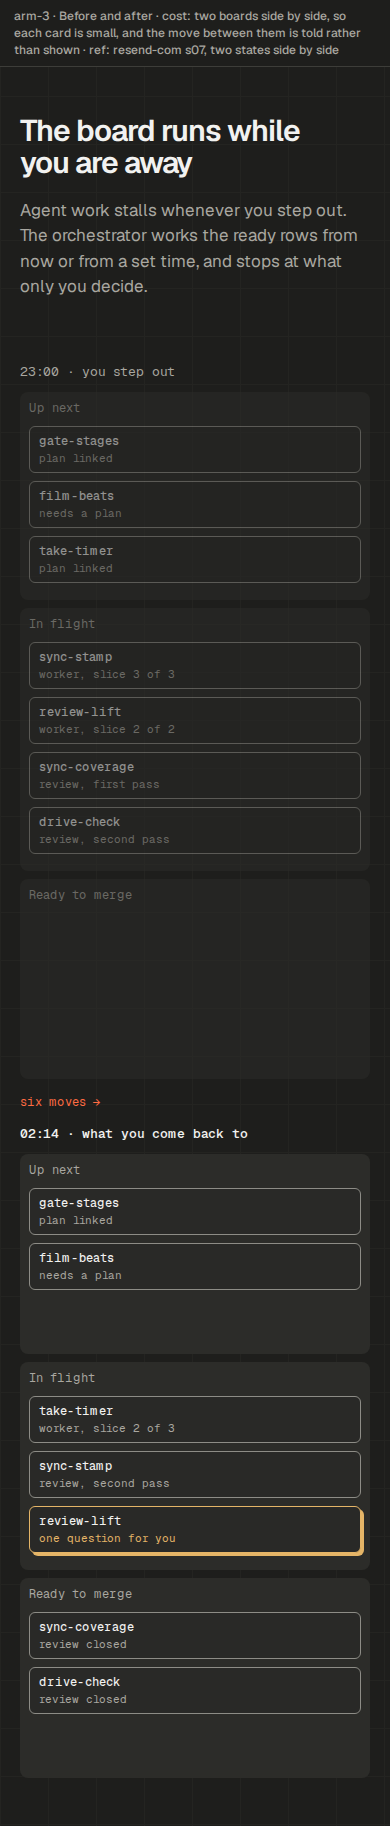 arm-3 · Before and after · cost: two boards side by side, so
each card is small, and the move between them is told rather
than shown · ref: resend-com s07, two states side by side
The board runs while
you are away
Agent work stalls whenever you step out.
The orchestrator works the ready rows from
now or from a set time, and stops at what
only you decide.
23:00 · you step out
Up next
gate-stages
plan linked
film-beats
needs a plan
take-timer
plan linked
In flight
sync-stamp
worker, slice 3 of 3
review-lift
worker, slice 2 of 2
sync-coverage
review, first pass
drive-check
review, second pass
Ready to merge
six moves →
02:14 · what you come back to
Up next
gate-stages
plan linked
film-beats
needs a plan
In flight
take-timer
worker, slice 2 of 3
sync-stamp
review, second pass
review-lift
one question for you
Ready to merge
sync-coverage
review closed
drive-check
review closed